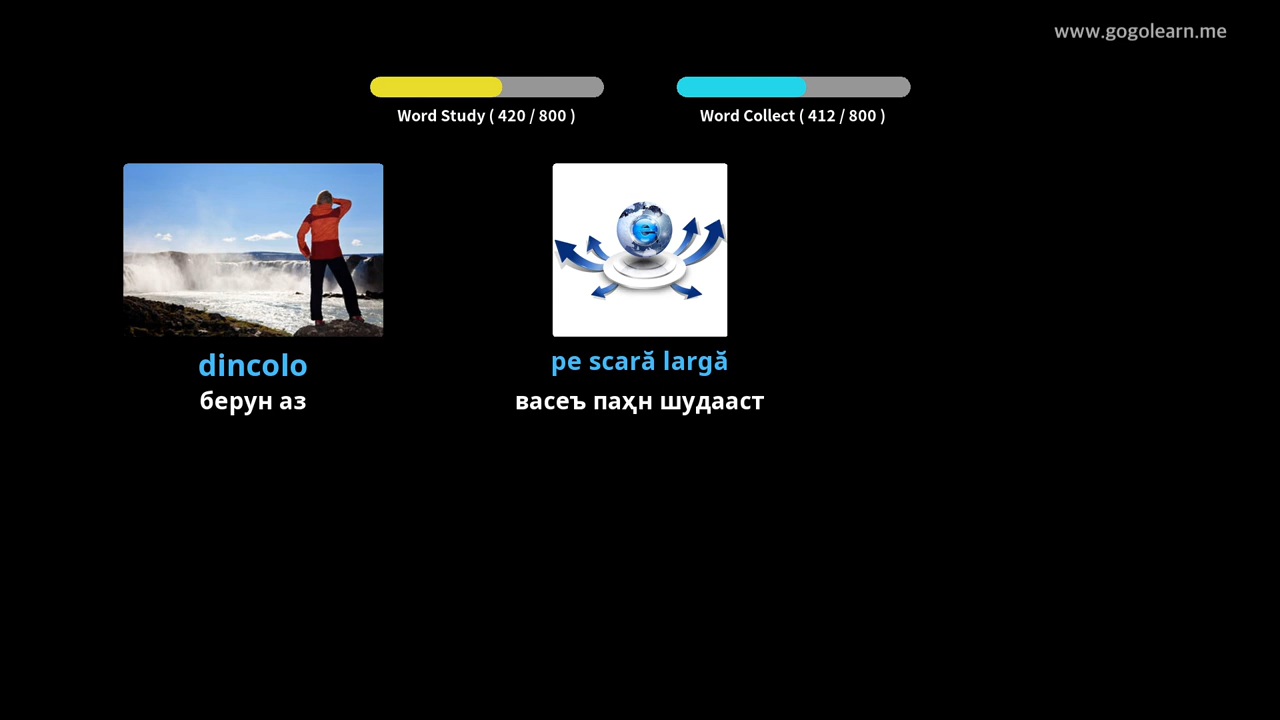 www.gogolearn.me
Word Study ( 420 / 800 )
Word Collect ( 412 / 800 )
e
dincolo
берун аз
pe scară largă
васеъ паҳн шудааст